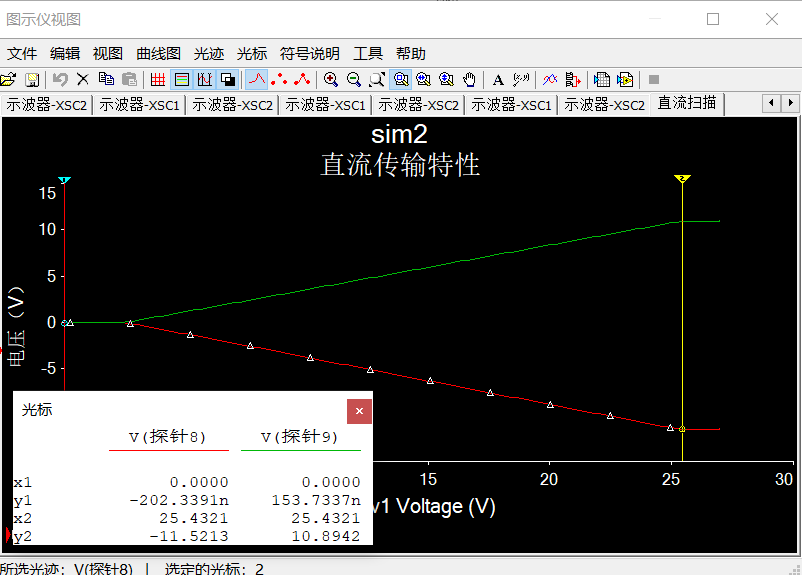 图示仪视图
文件 编辑 视图 曲线图 光迹 光标 符号说明 工具 帮助
A
示波器-XSC2 示波器-XSC1 示波器-XSC2 示波器-XSC1 示波器-XSC2 示波器-XSC1 示波器-XSC2 直流扫描
sim2
直流传输特性
1 2
15
10
5
0
-5
电压（V）
15 20 25 30
v1 Voltage (V)
光标
V(探针8) V(探针9)
x1 0.0000 0.0000
y1 -202.3391n 153.7337n
x2 25.4321 25.4321
y2 -11.5213 10.8942
所选光迹: V(探针8) | 选定的光标: 2